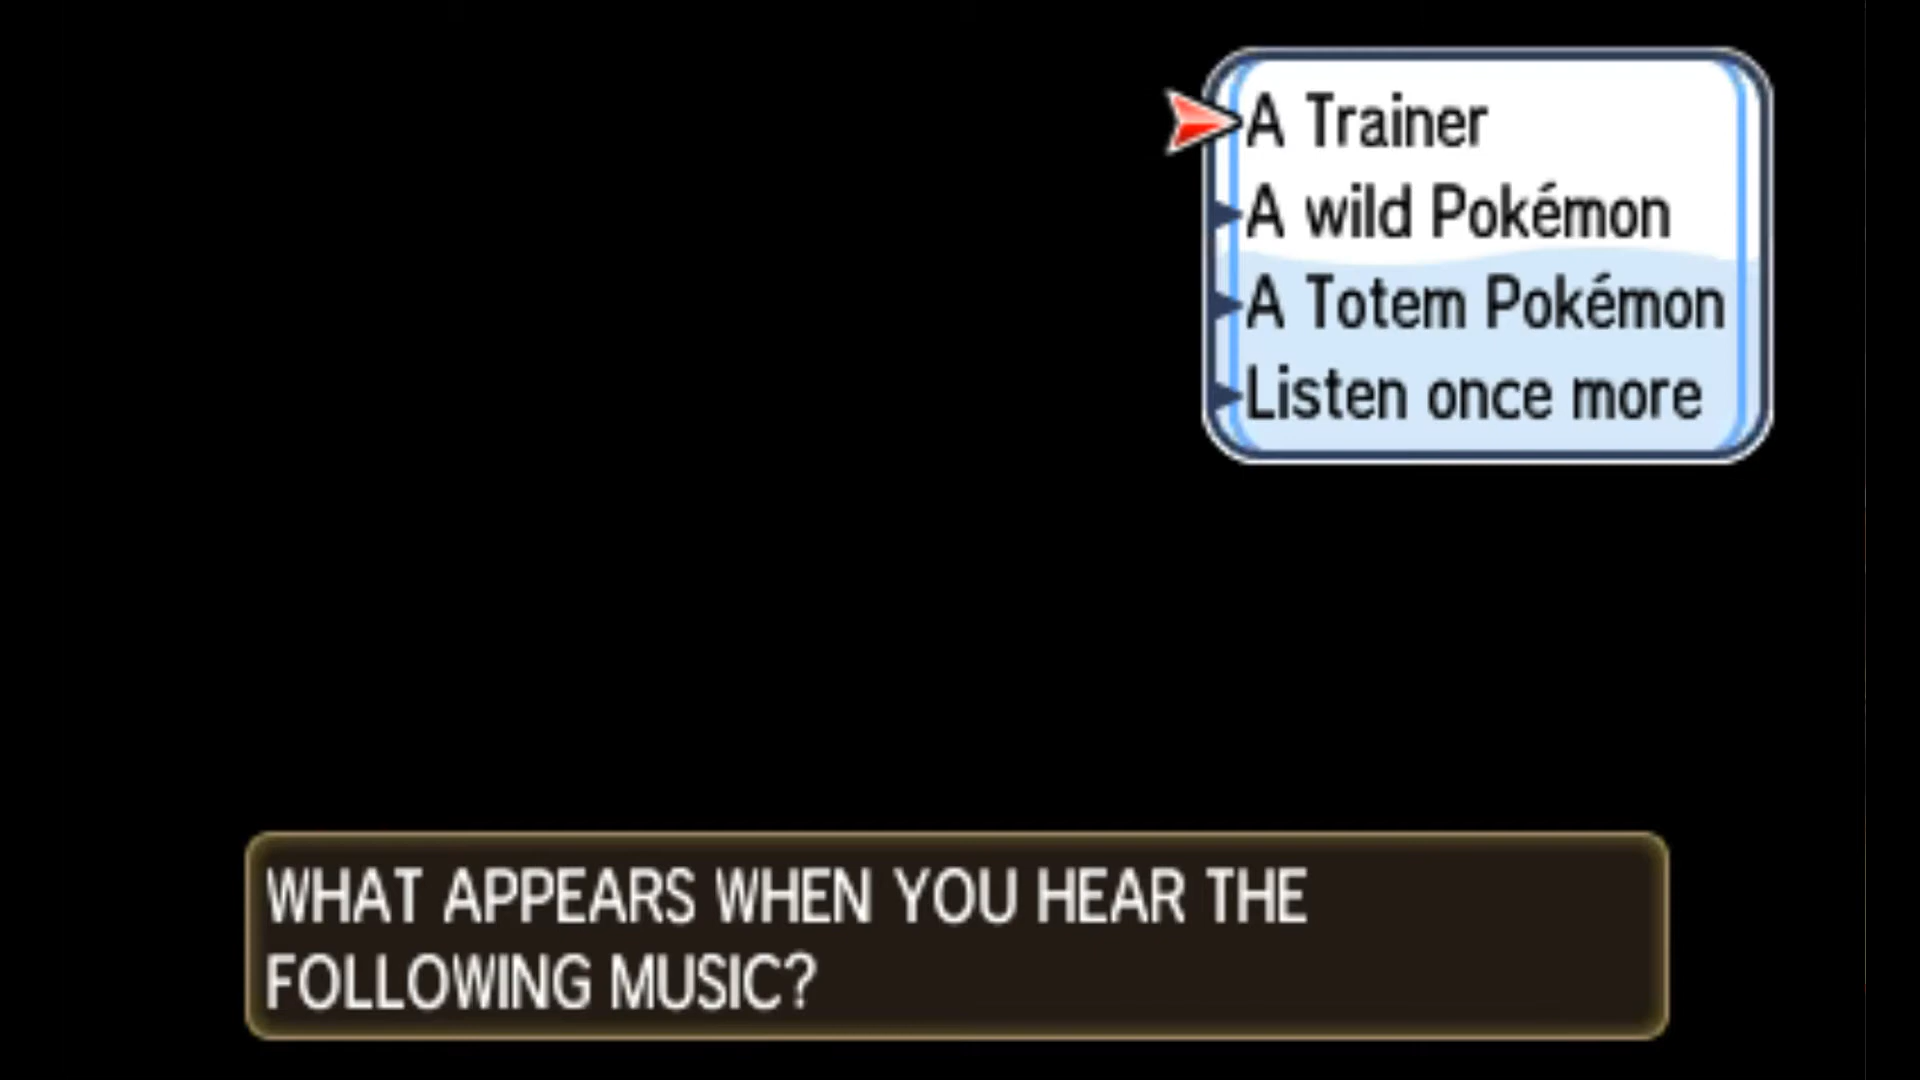 A Trainer
A wild Pokémon
A Totem Pokémon
Listen once more
WHAT APPEARS WHEN YOU HEAR THE
FOLLOWING MUSIC?